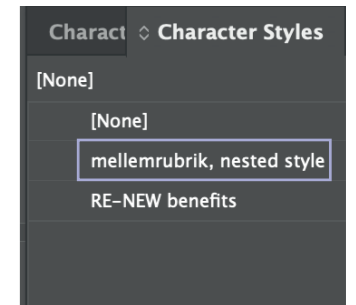 Charact Character Styles
[None]
[None]
mellemrubrik, nested style
RE-NEW benefits